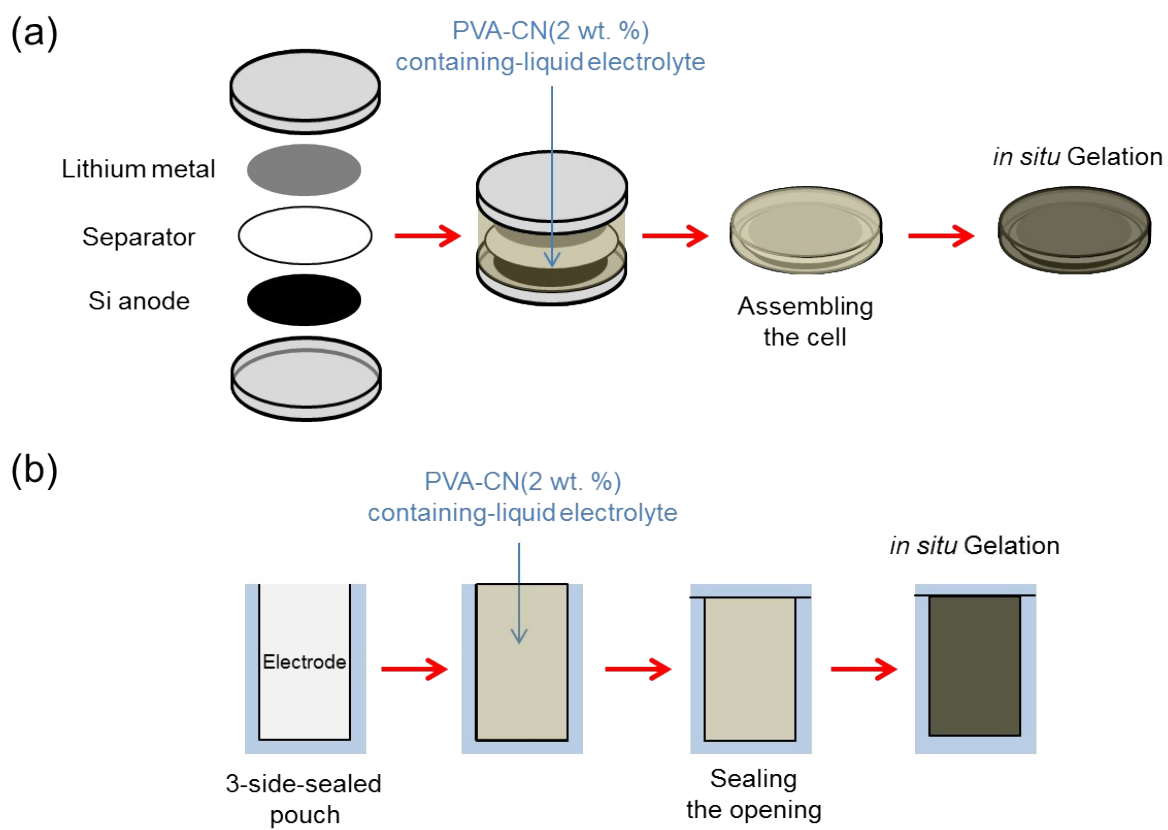 (a)
PVA-CN(2 wt. %)
containing-liquid electrolyte
Lithium metal
Separator
Si anode
Assembling
the cell
in situ Gelation
(b)
PVA-CN(2 wt. %)
containing-liquid electrolyte
in situ Gelation
Electrode
3-side-sealed
pouch
Sealing
the opening